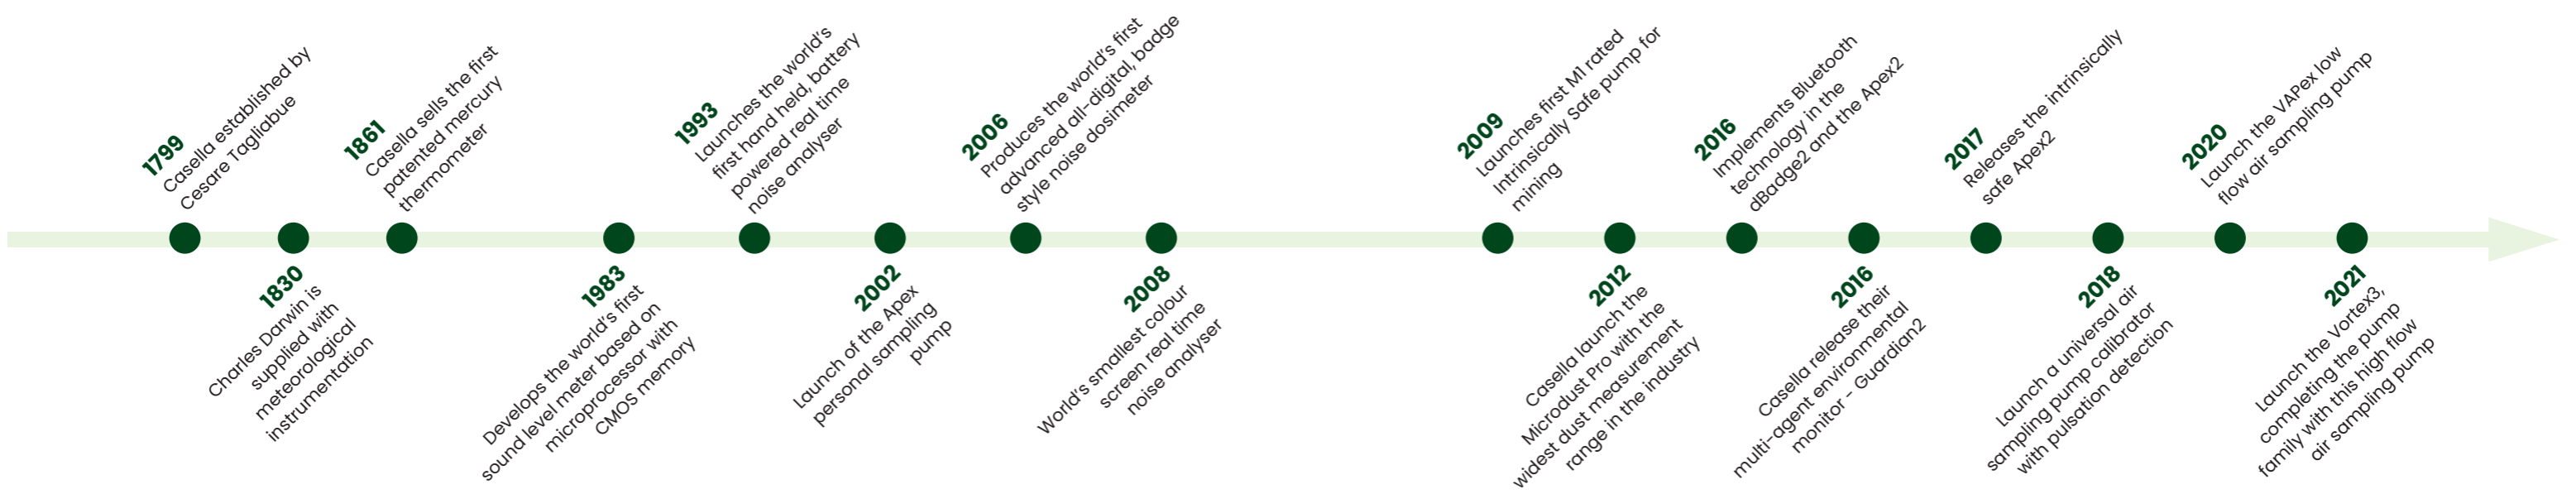 1799
Casella established by
Cesare Tagliabue
1830
Charles Darwin is
supplied with
meteorological
instrumentation
1861
Casella sells the first
patented mercury
thermometer
1983
Develops the world's first
sound level meter based on
microprocessor with
CMOS memory
1993
Launches the world's
first hand held, battery
powered real time
noise analyser
2002
Launch of the Apex
personal sampling
pump
2006
Produces the world's first
advanced all-digital, badge
style noise dosimeter
2008
World's smallest colour
screen real time
noise analyser
2009
Launches first M1 rated
Intrinsically Safe pump for
mining
2012
Casella launch the
Microdust Pro with the
widest dust measurement
range in the industry
2016
Implements Bluetooth
technology in the
dBadge2 and the Apex2
2016
Casella release their
multi-agent environmental
monitor - Guardian2
2017
Releases the intrinsically
safe Apex2
2018
Launch a universal air
sampling pump calibrator
with pulsation detection
2020
Launch the VAPex low
flow air sampling pump
2021
Launch the Vortex3,
completing the pump
family with this high flow
air sampling pump